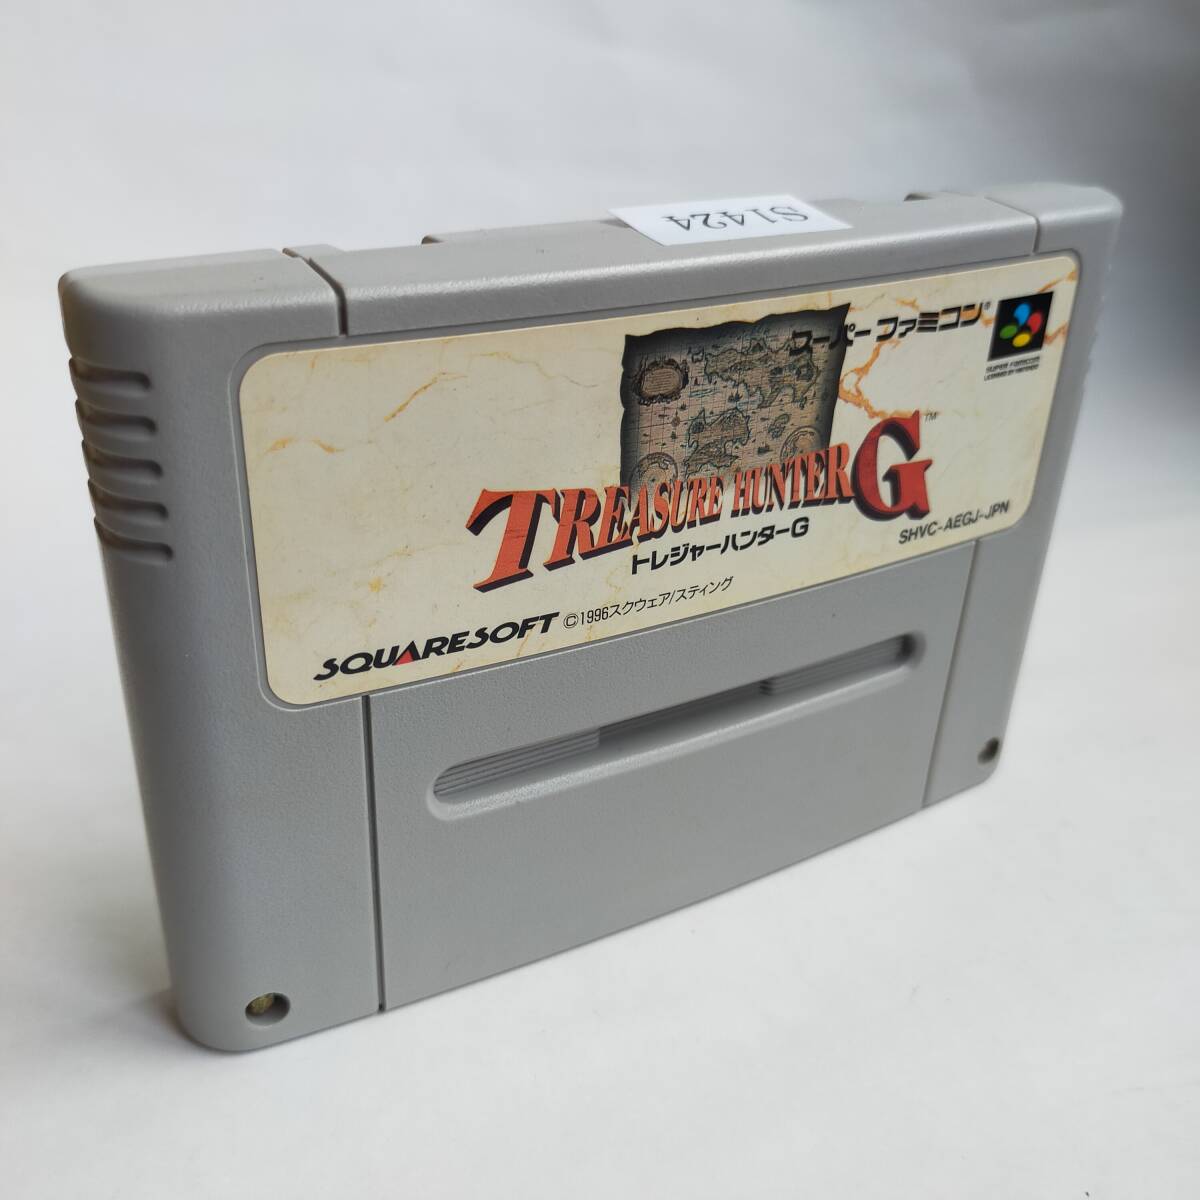 S1424
スーパーファミコン®
SUPER FAMICOM
LICENSED BY NINTENDO
TREASURE HUNTER G™
トレジャーハンターG
SHVC-AEGJ-JPN
SQUARESOFT ©1996スクウェア/スティング